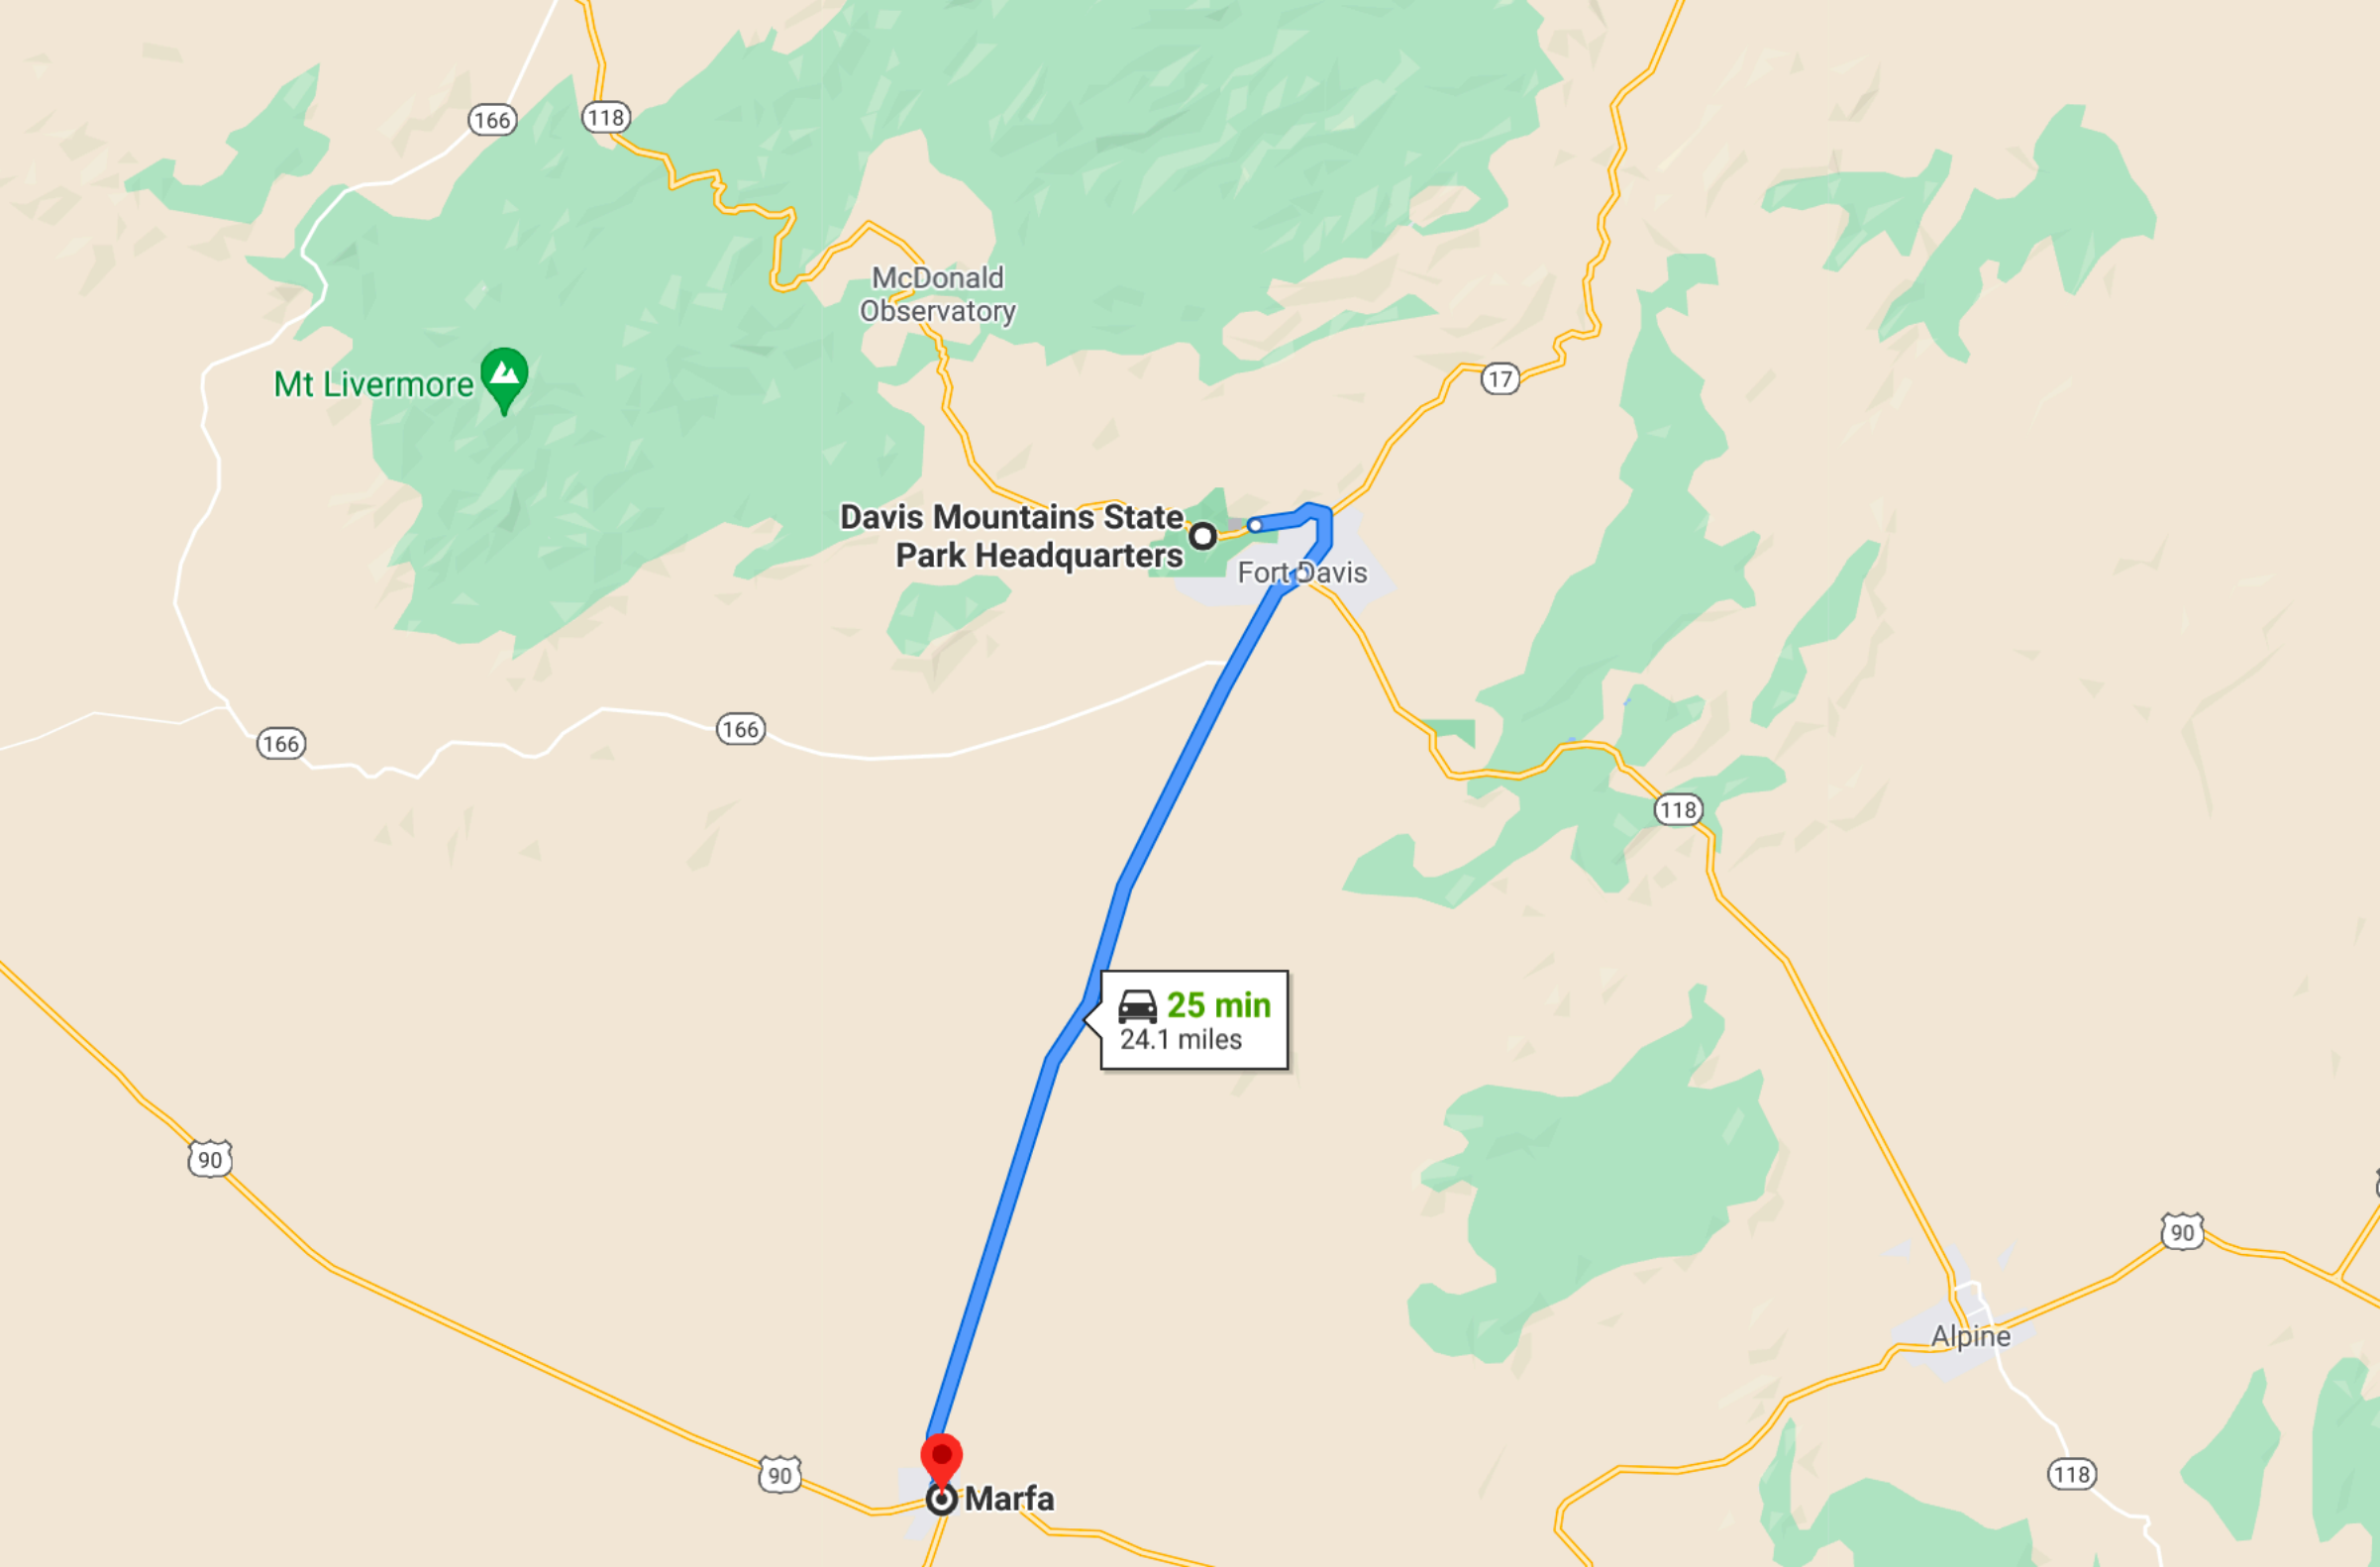 166
118
McDonald
Observatory
Mt Livermore
17
Davis Mountains State
Park Headquarters
Fort Davis
166
166
118
25 min
24.1 miles
90
90
Alpine
90
118
Marfa